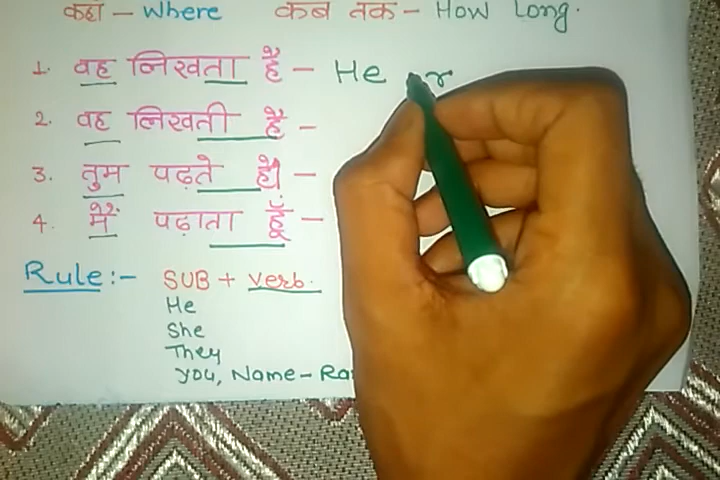 कहाँ – Where कब तक – How Long.
1. वह लिखता है – He
2. वह लिखती है –
3. तुम पढ़ते हो –
4. मैं पढ़ाता हूँ –
Rule:- SUB + Verb.
He
She
They
you, Name – Ra